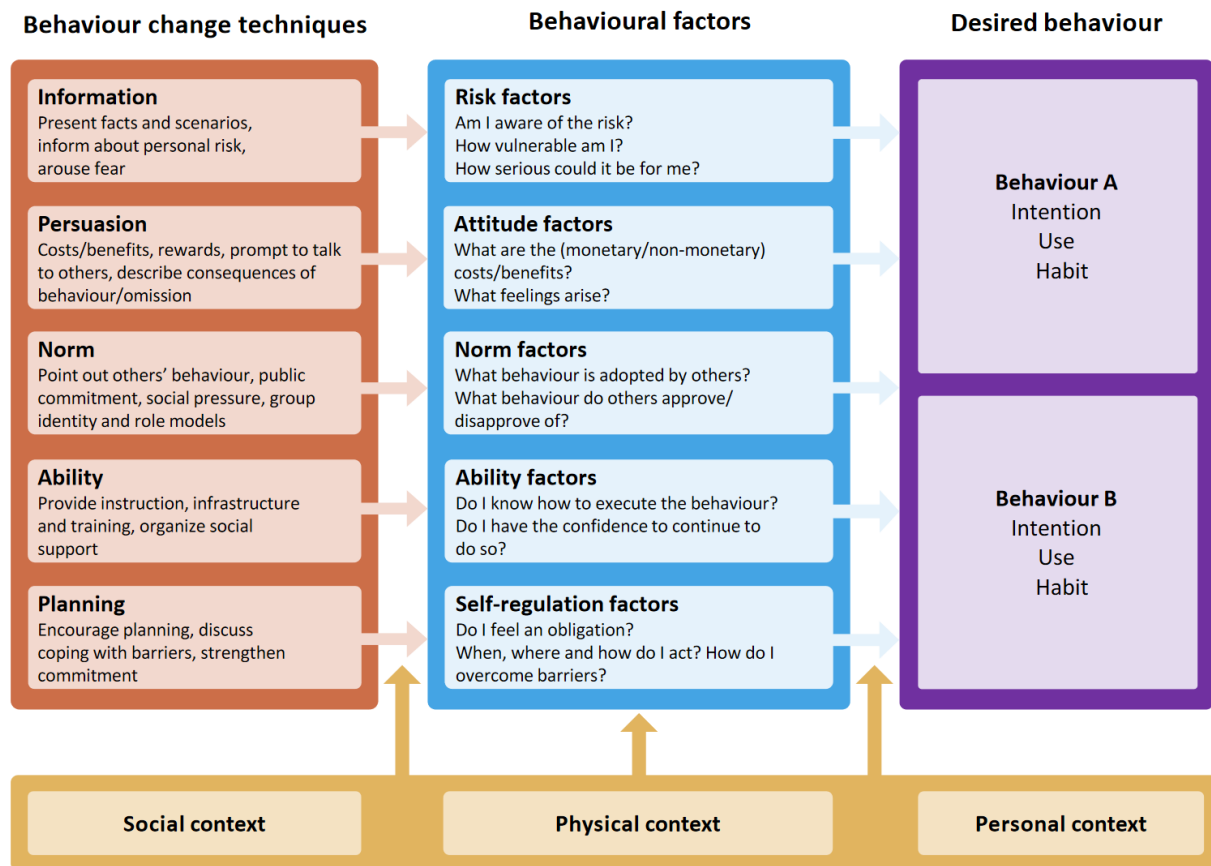 Behaviour change techniques
Behavioural factors
Desired behaviour
Information
Present facts and scenarios,
inform about personal risk,
arouse fear
Persuasion
Costs/benefits, rewards, prompt to talk
to others, describe consequences of
behaviour/omission
Norm
Point out others’ behaviour, public
commitment, social pressure, group
identity and role models
Ability
Provide instruction, infrastructure
and training, organize social
support
Planning
Encourage planning, discuss
coping with barriers, strengthen
commitment
Risk factors
Am I aware of the risk?
How vulnerable am I?
How serious could it be for me?
Attitude factors
What are the (monetary/non-monetary)
costs/benefits?
What feelings arise?
Norm factors
What behaviour is adopted by others?
What behaviour do others approve/
disapprove of?
Ability factors
Do I know how to execute the behaviour?
Do I have the confidence to continue to
do so?
Self-regulation factors
Do I feel an obligation?
When, where and how do I act? How do I
overcome barriers?
Behaviour A
Intention
Use
Habit
Behaviour B
Intention
Use
Habit
Social context
Physical context
Personal context